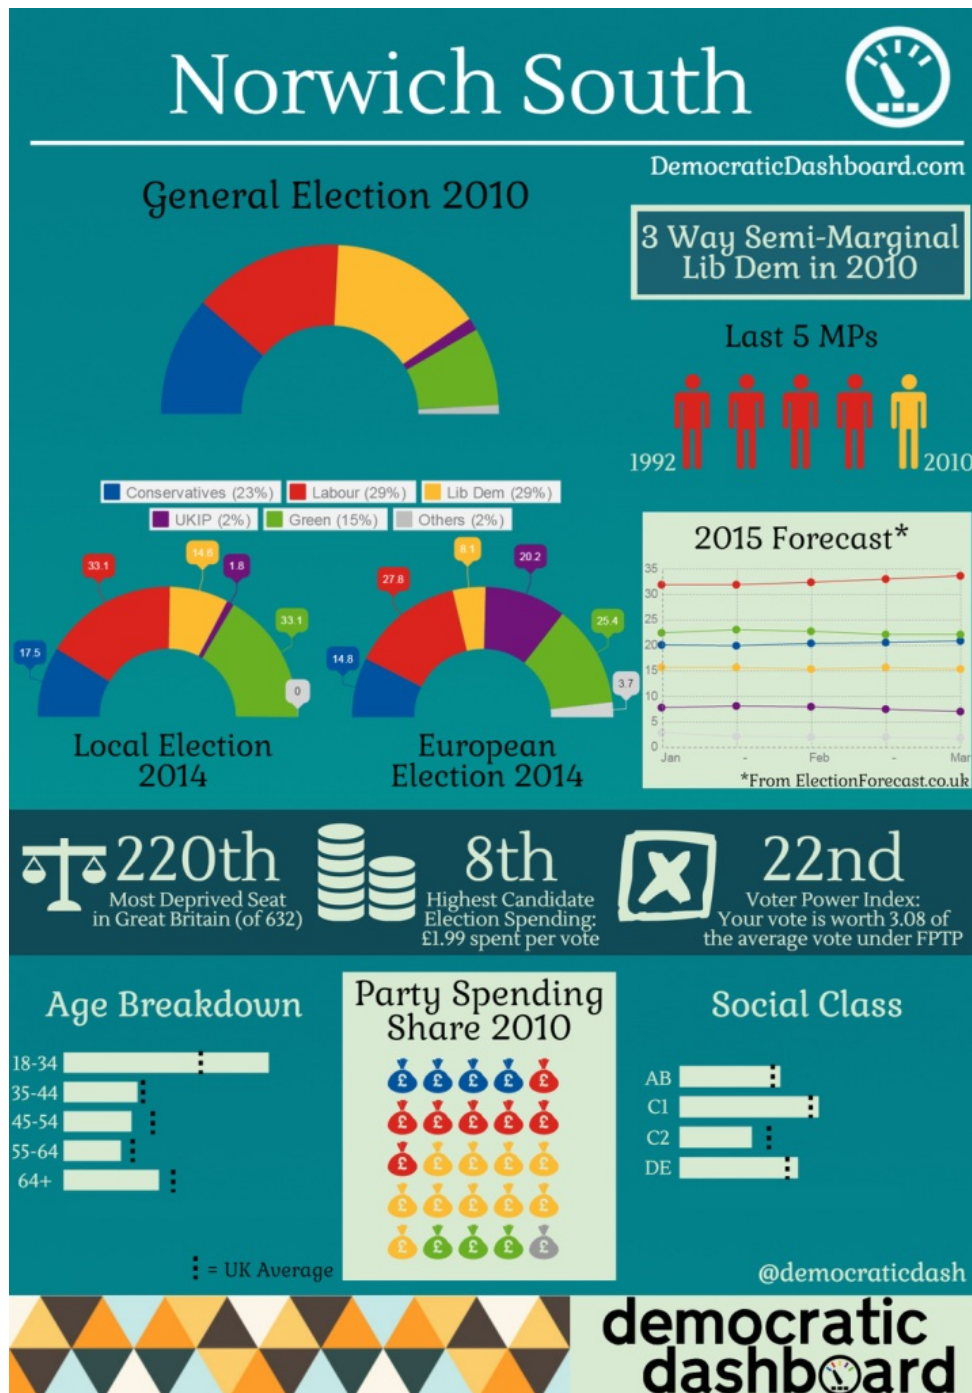 Norwich South
DemocraticDashboard.com
General Election 2010
3 Way Semi-Marginal
Lib Dem in 2010
Last 5 MPs
1992
2010
Conservatives (23%)
Labour (29%)
Lib Dem (29%)
UKIP (2%)
Green (15%)
Others (2%)
17.5
33.1
14.6
1.8
33.1
0
Local Election
2014
14.8
27.8
8.1
20.2
25.4
3.7
European
Election 2014
2015 Forecast*
35
30
25
20
15
10
5
0
Jan
-
Feb
-
Mar
*From ElectionForecast.co.uk
220th
Most Deprived Seat
in Great Britain (of 632)
8th
Highest Candidate
Election Spending:
£1.99 spent per vote
22nd
Voter Power Index:
Your vote is worth 3.08 of
the average vote under FPTP
Age Breakdown
18-34
35-44
45-54
55-64
64+
= UK Average
Party Spending
Share 2010
£ £ £ £ £
£ £ £ £ £
£ £ £ £ £
£ £ £ £ £
£ £ £ £ £
Social Class
AB
C1
C2
DE
@democraticdash
democratic
dashboard